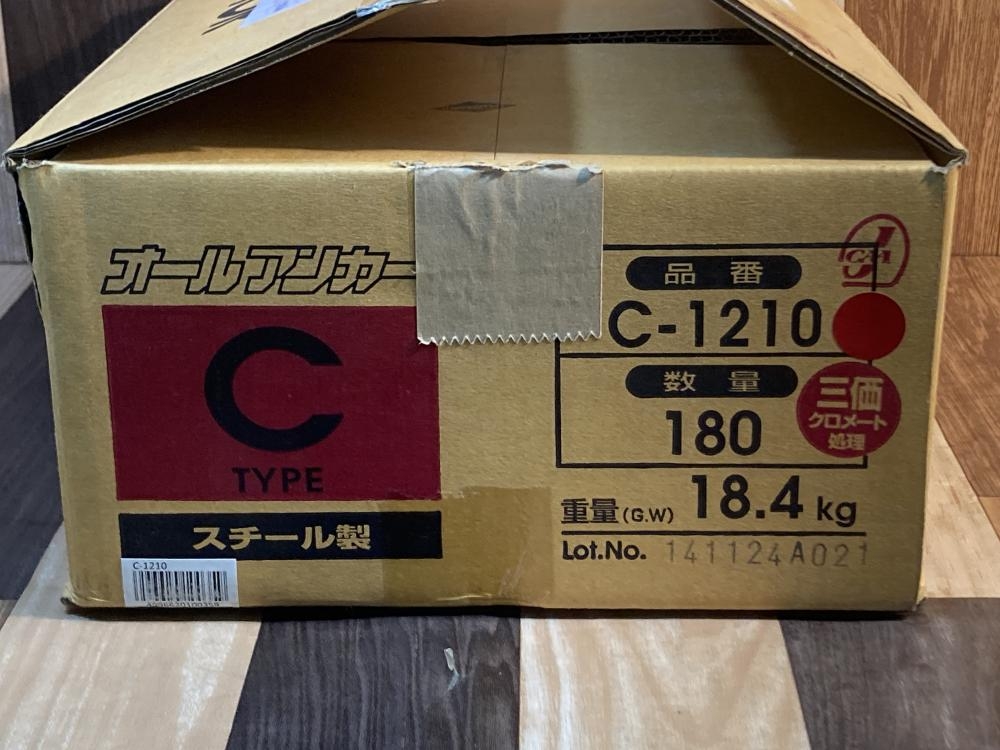 オールアンカー
C
TYPE
スチール製
C-1210
品番
C-1210
数量
180
三価
クロメート
処理
重量(G.W) 18.4 kg
Lot.No. 141124A021